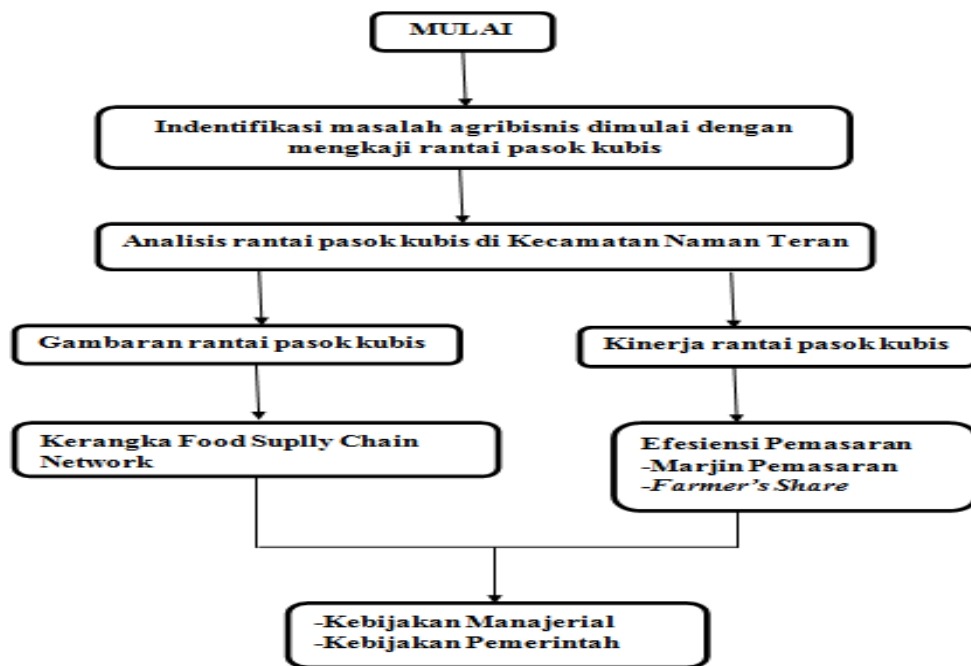 MULAI
Indentifikasi masalah agribisnis dimulai dengan
mengkaji rantai pasok kubis
Analisis rantai pasok kubis di Kecamatan Naman Teran
Gambaran rantai pasok kubis
Kinerja rantai pasok kubis
Kerangka Food Suplly Chain
Network
Efesiensi Pemasaran
-Marjin Pemasaran
-Farmer’s Share
-Kebijakan Manajerial
-Kebijakan Pemerintah